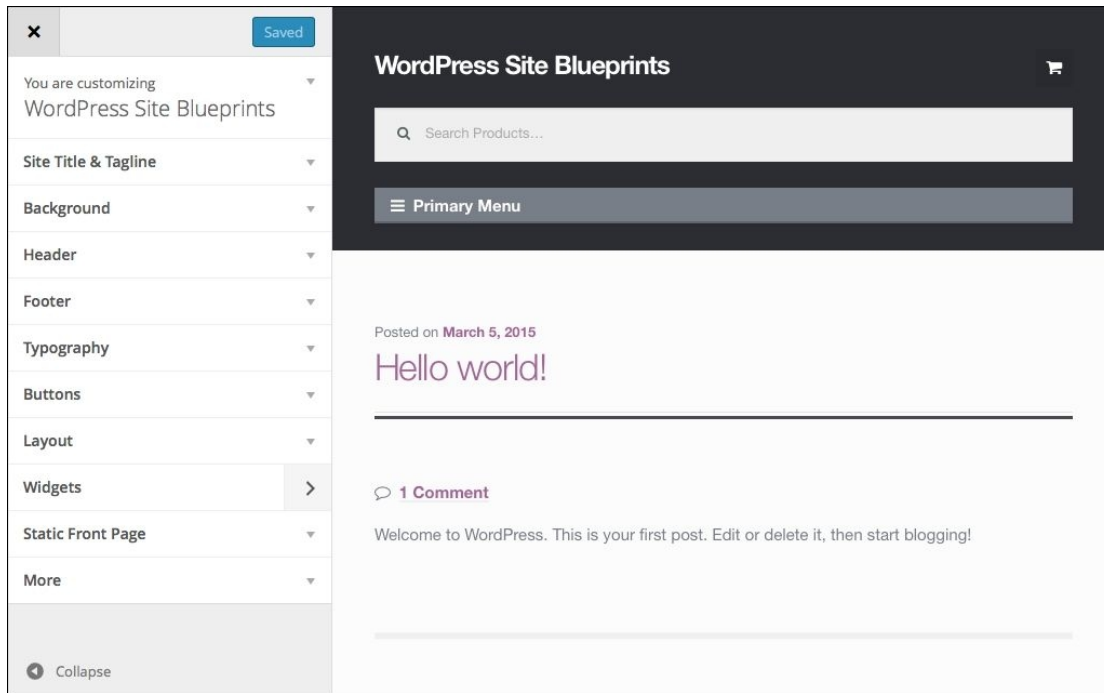 Saved
You are customizing
WordPress Site Blueprints
Site Title & Tagline
Background
Header
Footer
Typography
Buttons
Layout
Widgets
Static Front Page
More
Collapse
WordPress Site Blueprints
Search Products...
Primary Menu
Posted on March 5, 2015
Hello world!
1 Comment
Welcome to WordPress. This is your first post. Edit or delete it, then start blogging!